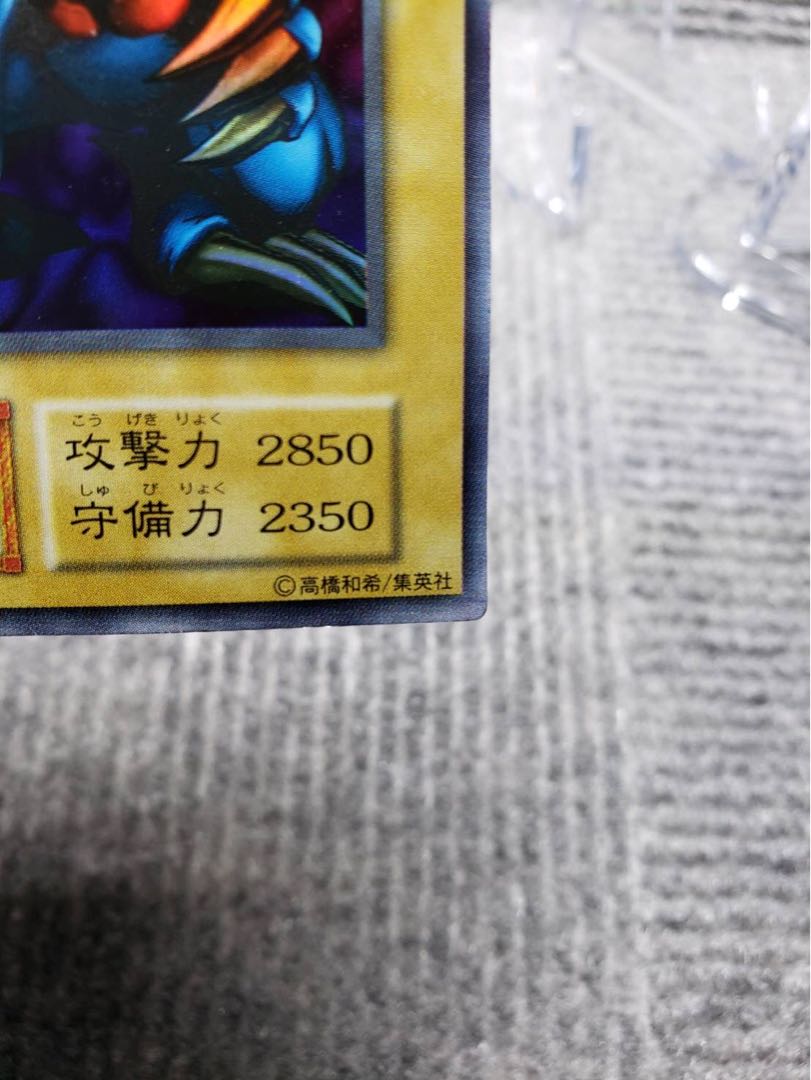 こう げき りょく
攻撃力 2850
しゅ び りょく
守備力 2350
©高橋和希/集英社